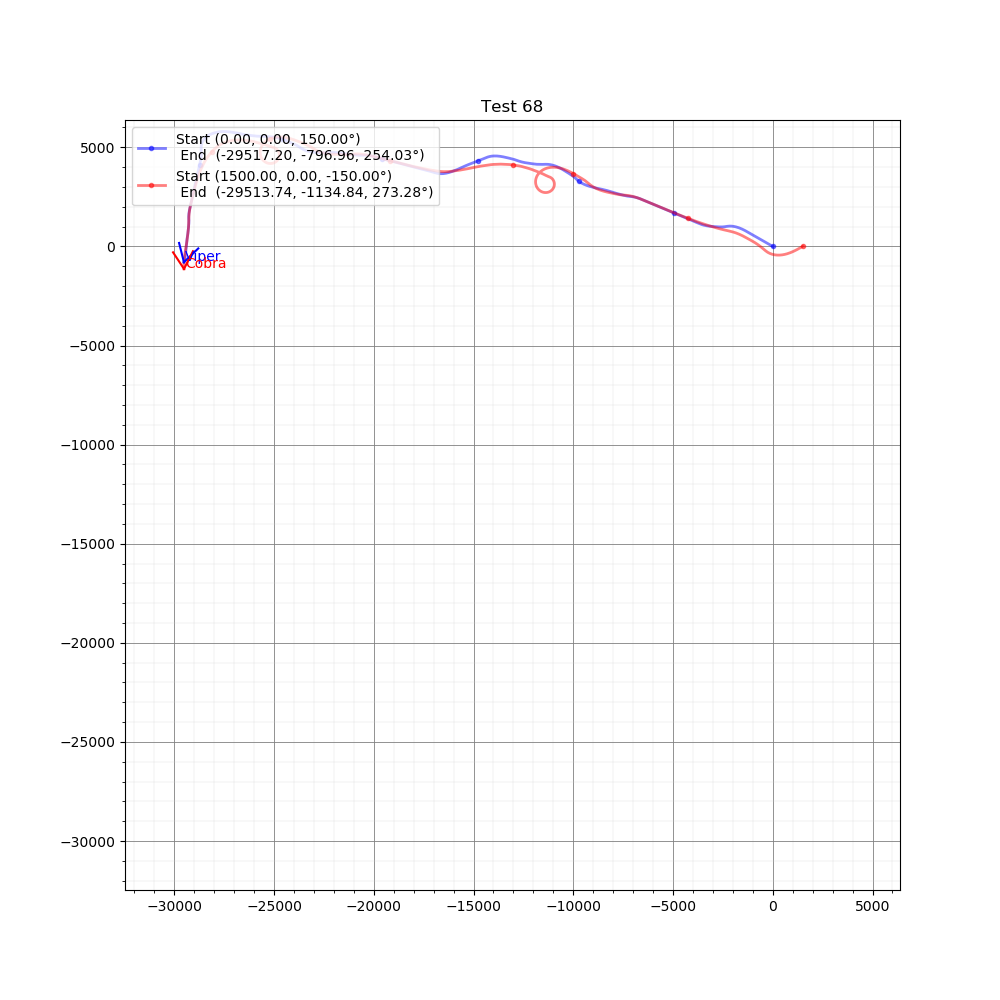 Test 68
Start (0.00, 0.00, 150.00°)
End (-29517.20, -796.96, 254.03°)
Start (1500.00, 0.00, -150.00°)
End (-29513.74, -1134.84, 273.28°)
5000
0
−5000
−10000
−15000
−20000
−25000
−30000
Viper
Cobra
−30000 −25000 −20000 −15000 −10000 −5000 0 5000